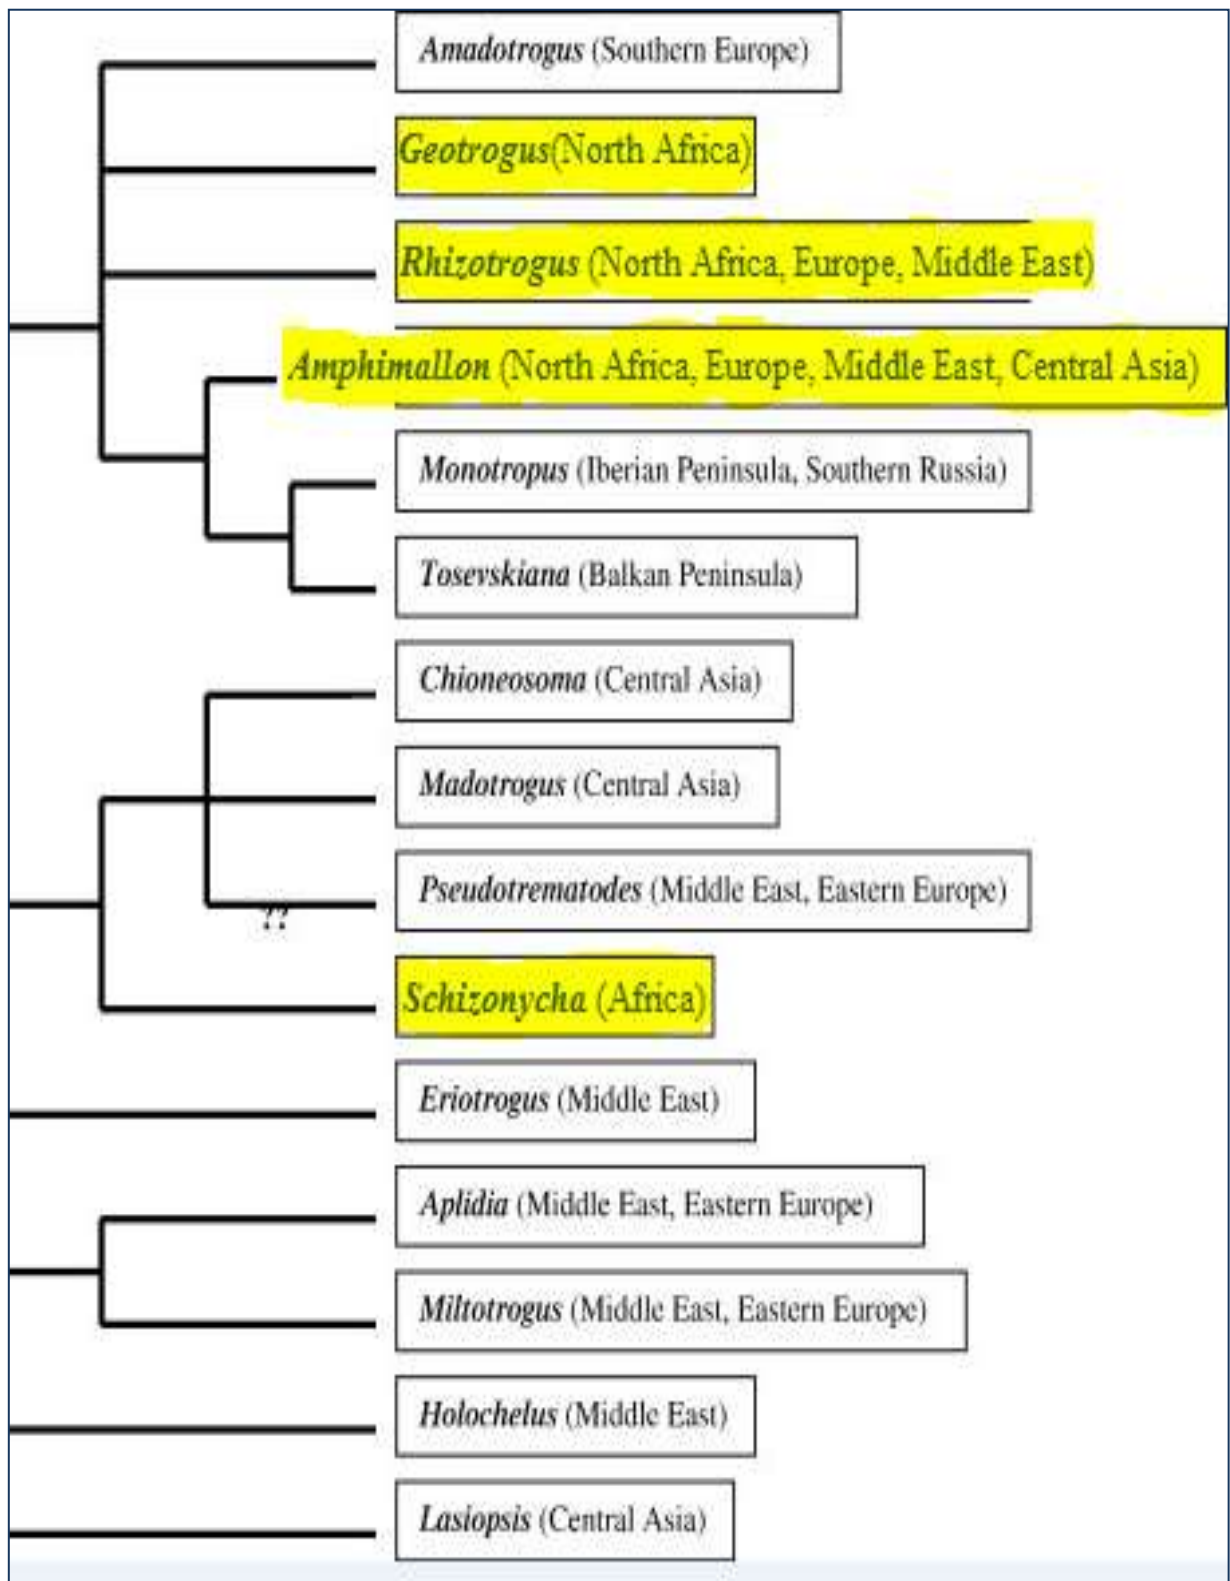 Amadotrogus (Southern Europe)
Geotrogus(North Africa)
Rhizotrogus (North Africa, Europe, Middle East)
Amphimallon (North Africa, Europe, Middle East, Central Asia)
Monotropus (Iberian Peninsula, Southern Russia)
Tosevskiana (Balkan Peninsula)
Chioneosoma (Central Asia)
Madotrogus (Central Asia)
Pseudotrematodes (Middle East, Eastern Europe)
??
Schizonycha (Africa)
Eriotrogus (Middle East)
Aplidia (Middle East, Eastern Europe)
Miltotrogus (Middle East, Eastern Europe)
Holochelus (Middle East)
Lasiopsis (Central Asia)